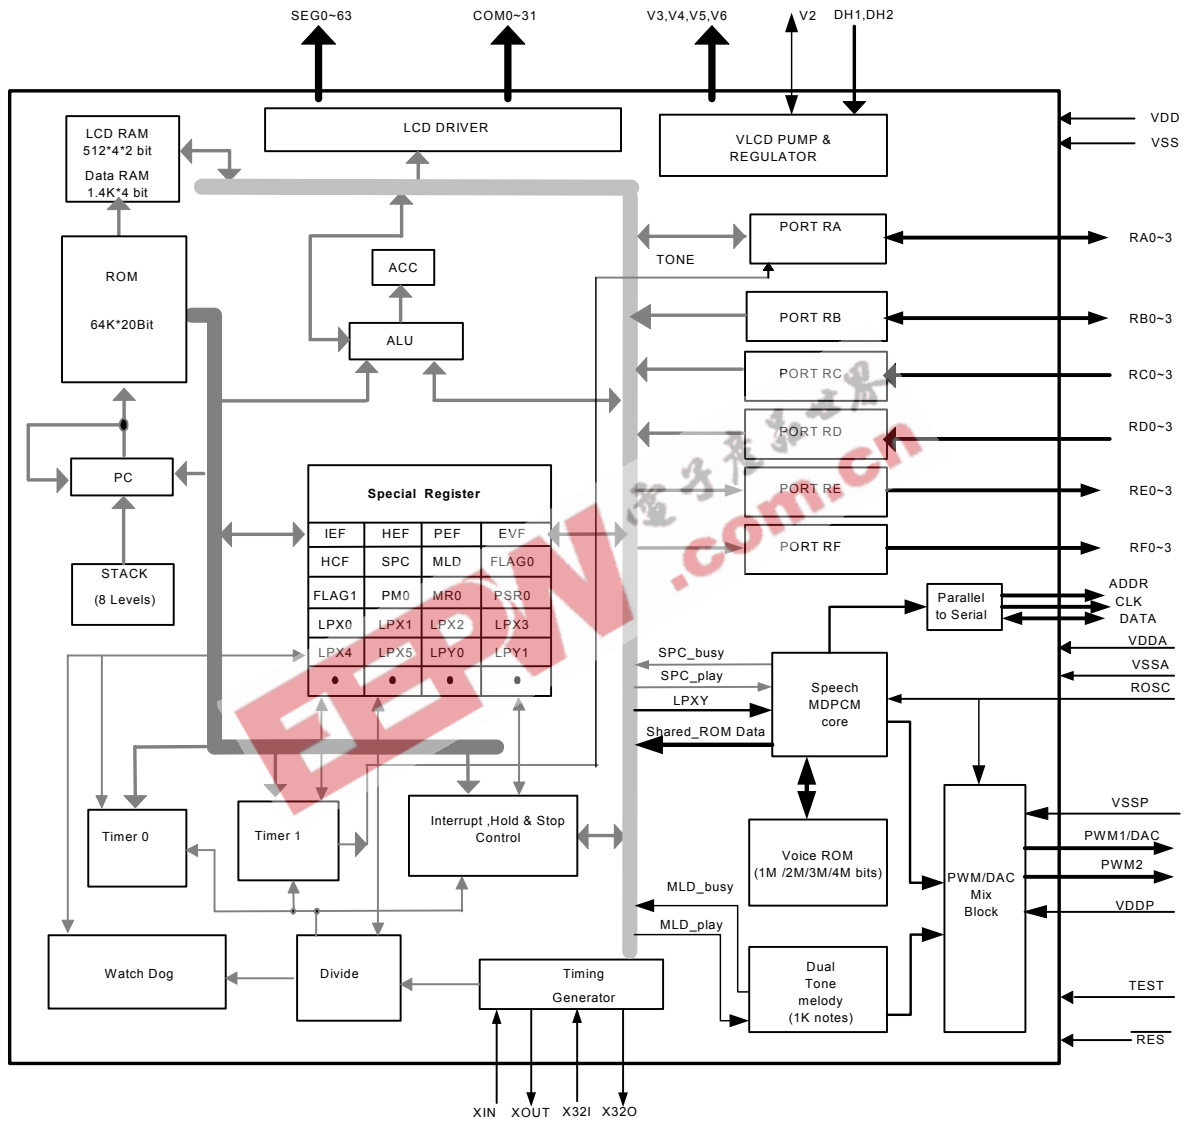 SEG0~63
COM0~31
V3,V4,V5,V6
V2
DH1,DH2
LCD RAM
512*4*2 bit
Data RAM
1.4K*4 bit
LCD DRIVER
VLCD PUMP &
REGULATOR
VDD
VSS
ROM
64K*20Bit
ACC
ALU
TONE
PORT RA
RA0~3
PORT RB
RB0~3
PORT RC
RC0~3
PORT RD
RD0~3
PORT RE
RE0~3
PORT RF
RF0~3
PC
STACK
(8 Levels)
Special Register
IEF HEF PEF EVF
HCF SPC MLD FLAG0
FLAG1 PM0 MR0 PSR0
LPX0 LPX1 LPX2 LPX3
LPX4 LPX5 LPY0 LPY1
Parallel
to Serial
ADDR
CLK
DATA
VDDA
VSSA
ROSC
SPC_busy
SPC_play
LPXY
Shared_ROM Data
Speech
MDPCM
core
Timer 0
Timer 1
Interrupt ,Hold & Stop
Control
Voice ROM
(1M /2M/3M/4M bits)
PWM/DAC
Mix
Block
VSSP
PWM1/DAC
PWM2
VDDP
MLD_busy
MLD_play
Watch Dog
Divide
Timing
Generator
Dual
Tone
melody
(1K notes)
TEST
RES
XIN
XOUT
X32I
X32O
EEPW
.com.cn
電子產品世界